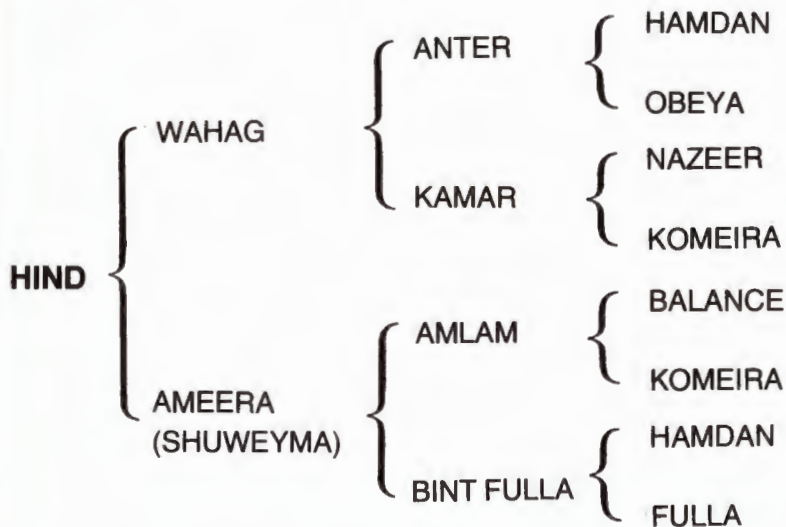 HAMDAN
ANTER
OBEYA
WAHAG
NAZEER
KAMAR
KOMEIRA
HIND
BALANCE
AMLAM
KOMEIRA
AMEERA
(SHUWEYMA)
HAMDAN
BINT FULLA
FULLA